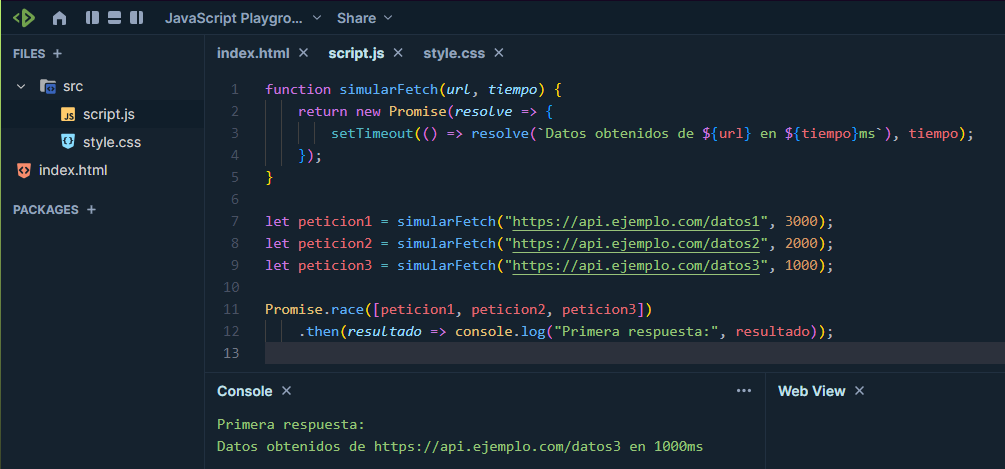 JavaScript Playgro... Share
FILES +
src
script.js
style.css
index.html
PACKAGES +
index.html × script.js × style.css ×
1 function simularFetch(url, tiempo) {
2 return new Promise(resolve => {
3 setTimeout(() => resolve(`Datos obtenidos de ${url} en ${tiempo}ms`), tiempo);
4 });
5 }
6
7 let peticion1 = simularFetch("https://api.ejemplo.com/datos1", 3000);
8 let peticion2 = simularFetch("https://api.ejemplo.com/datos2", 2000);
9 let peticion3 = simularFetch("https://api.ejemplo.com/datos3", 1000);
10
11 Promise.race([peticion1, peticion2, peticion3])
12 .then(resultado => console.log("Primera respuesta:", resultado));
13
Console × ···
Primera respuesta:
Datos obtenidos de https://api.ejemplo.com/datos3 en 1000ms
Web View ×